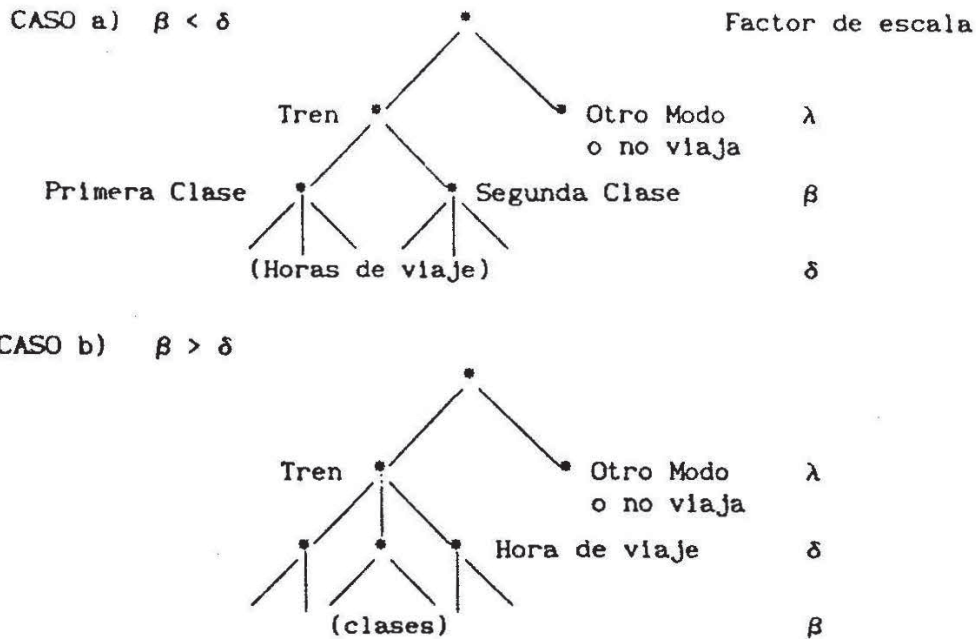 CASO a) β < δ Factor de escala
Tren Otro Modo λ
o no viaja
Primera Clase Segunda Clase β
(Horas de viaje) δ
CASO b) β > δ
Tren Otro Modo λ
o no viaja
Hora de viaje δ
(clases) β